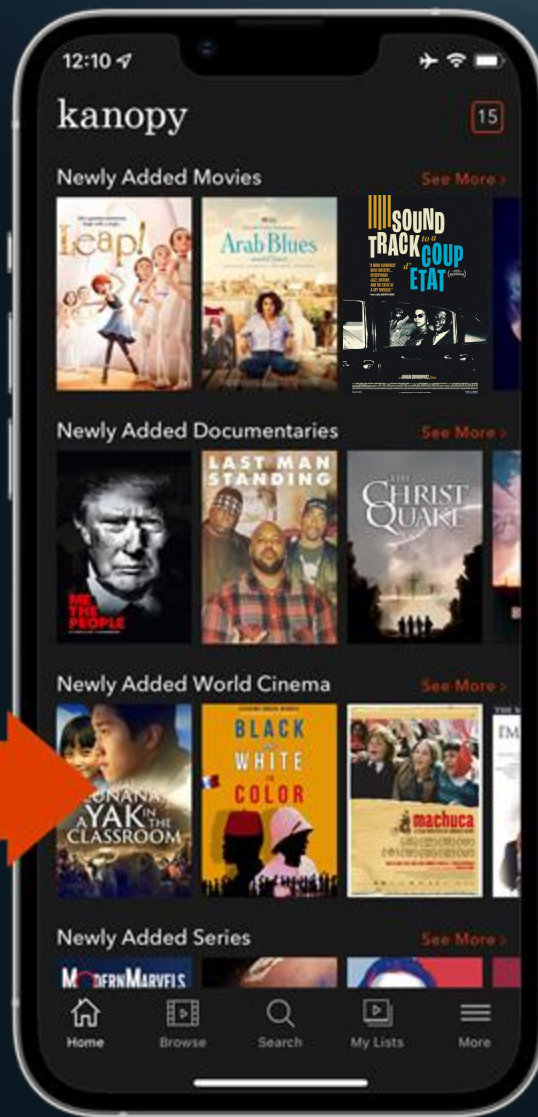 12:10
kanopy
15
Newly Added Movies
See More >
Leap!
Arab Blues
SOUND
TRACK to a
COUP
d'
ETAT
Newly Added Documentaries
See More >
ME
THE
PEOPLE
LAST MAN
STANDING
THE
CHRIST
QUAKE
Newly Added World Cinema
See More >
LUNANA
A YAK IN THE
CLASSROOM
BLACK
WHITE
COLOR
machuca
I'M
Newly Added Series
See More >
MODERN MARVELS
Home
Browse
Search
My Lists
More